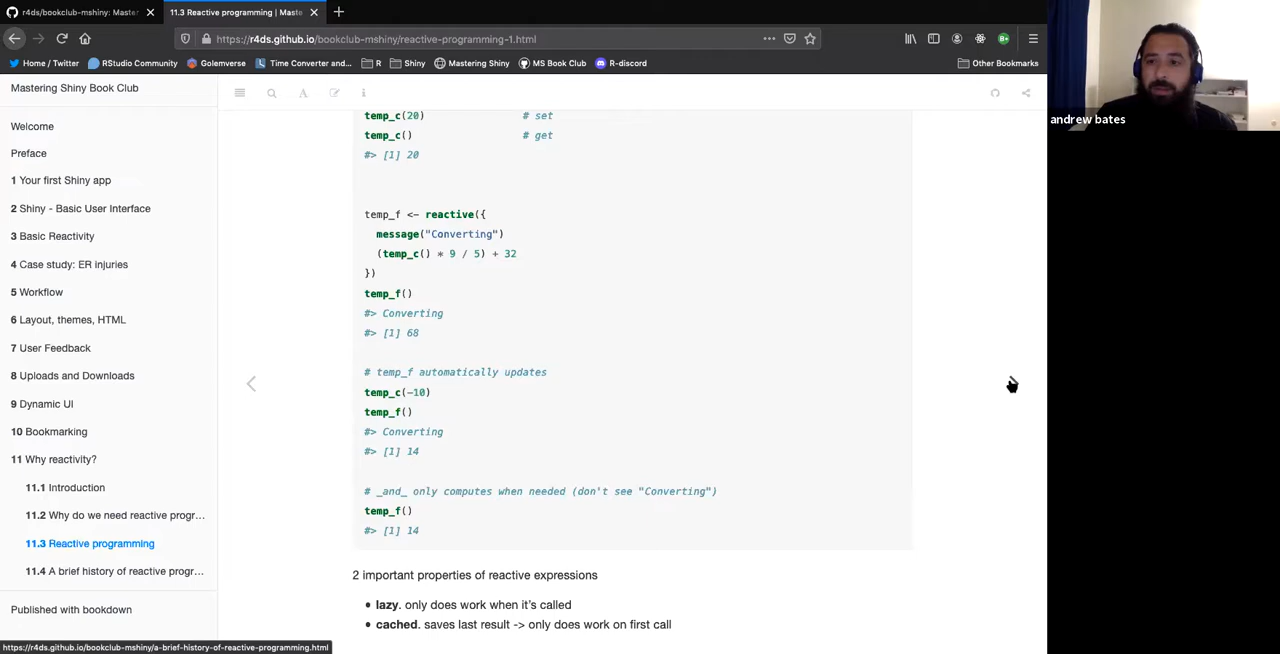 r4ds/bookclub-mshiny: Master
11.3 Reactive programming | Mast
https://r4ds.github.io/bookclub-mshiny/reactive-programming-1.html
Home / Twitter
RStudio Community
Golemverse
Time Converter and...
R
Shiny
Mastering Shiny
MS Book Club
R-discord
Other Bookmarks
Mastering Shiny Book Club
Welcome
Preface
1 Your first Shiny app
2 Shiny - Basic User Interface
3 Basic Reactivity
4 Case study: ER injuries
5 Workflow
6 Layout, themes, HTML
7 User Feedback
8 Uploads and Downloads
9 Dynamic UI
10 Bookmarking
11 Why reactivity?
11.1 Introduction
11.2 Why do we need reactive progr...
11.3 Reactive programming
11.4 A brief history of reactive progr...
Published with bookdown
https://r4ds.github.io/bookclub-mshiny/a-brief-history-of-reactive-programming.html
temp_c(20) # set
temp_c() # get
#> [1] 20
temp_f <- reactive({
message("Converting")
(temp_c() * 9 / 5) + 32
})
temp_f()
#> Converting
#> [1] 68
# temp_f automatically updates
temp_c(-10)
temp_f()
#> Converting
#> [1] 14
# _and_ only computes when needed (don't see "Converting")
temp_f()
#> [1] 14
2 important properties of reactive expressions
• lazy. only does work when it's called
• cached. saves last result -> only does work on first call
andrew bates